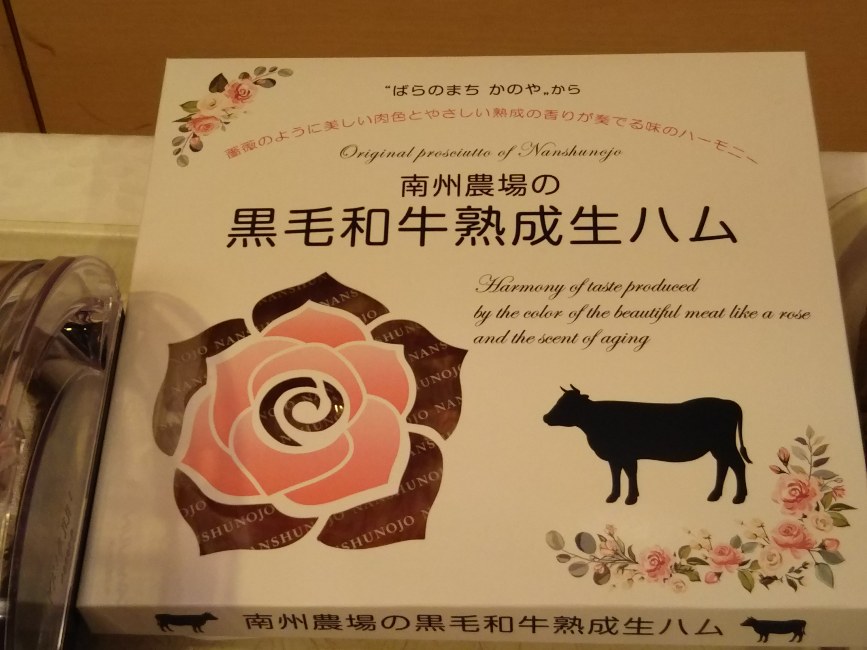 “ばらのまち かのや„から
薔薇のように美しい肉色とやさしい熟成の香りが奏でる味のハーモニー
Original prosciutto of Nanshunojo
南州農場の
黒毛和牛熟成生ハム
Harmony of taste produced
by the color of the beautiful meat like a rose
and the scent of aging
南州農場の黒毛和牛熟成生ハム